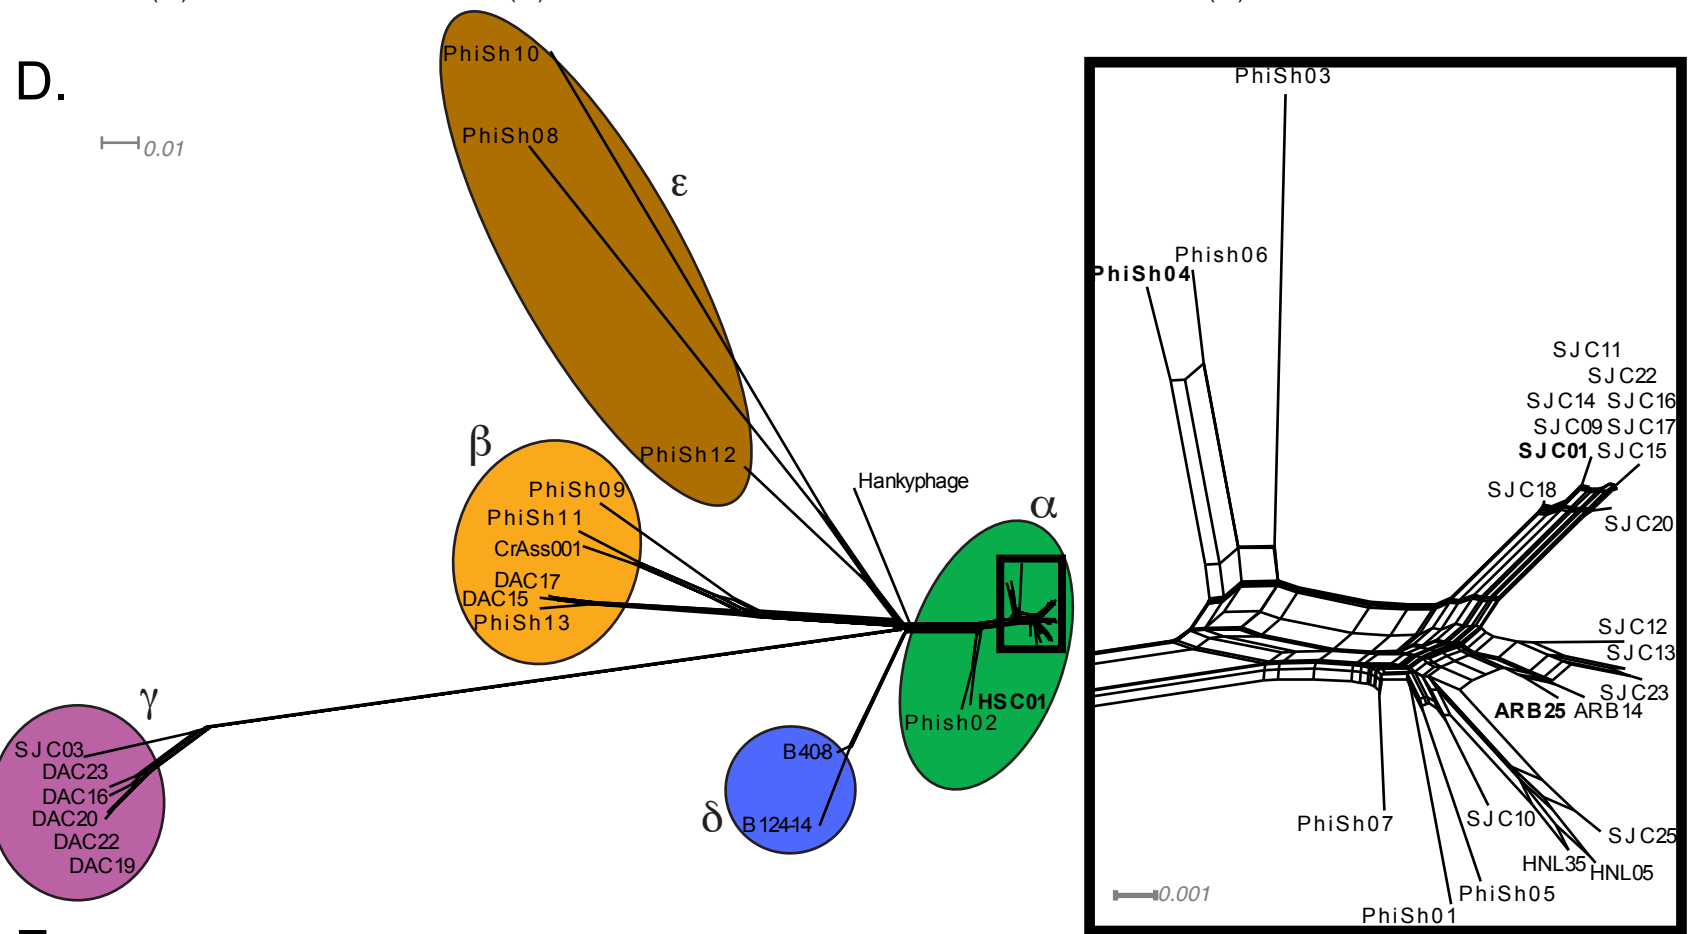 D.
0.01
PhiSh10
PhiSh08
ε
PhiSh12
β
PhiSh09
PhiSh11
CrAss001
DAC17
DAC15
PhiSh13
Hankyphage
α
HSC01
Phish02
γ
SJC03
DAC23
DAC16
DAC20
DAC22
DAC19
δ
B408
B12414
PhiSh03
Phish06
PhiSh04
SJC11
SJC22
SJC14 SJC16
SJC09 SJC17
SJC01 SJC15
SJC18
SJC20
SJC12
SJC13
SJC23
ARB25 ARB14
PhiSh07
SJC10
SJC25
HNL35 HNL05
PhiSh05
PhiSh01
0.001